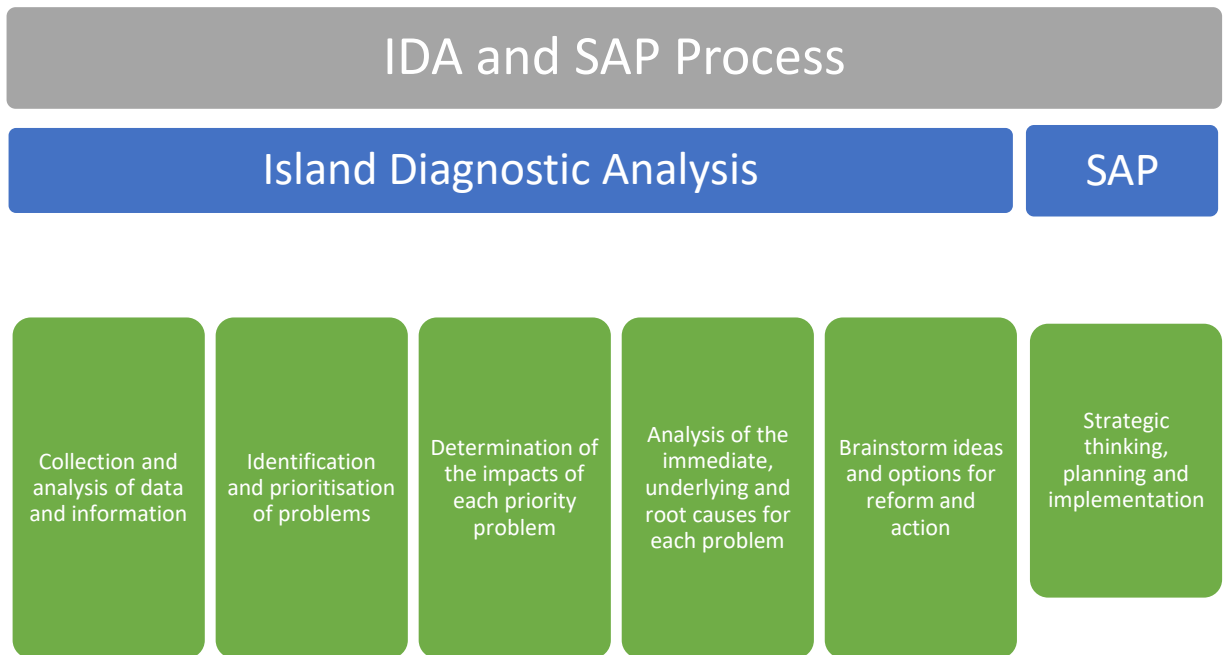 IDA and SAP Process
Island Diagnostic Analysis
SAP
Collection and
analysis of data
and information
Identification
and prioritisation
of problems
Determination of
the impacts of
each priority
problem
Analysis of the
immediate,
underlying and
root causes for
each problem
Brainstorm ideas
and options for
reform and
action
Strategic
thinking,
planning and
implementation